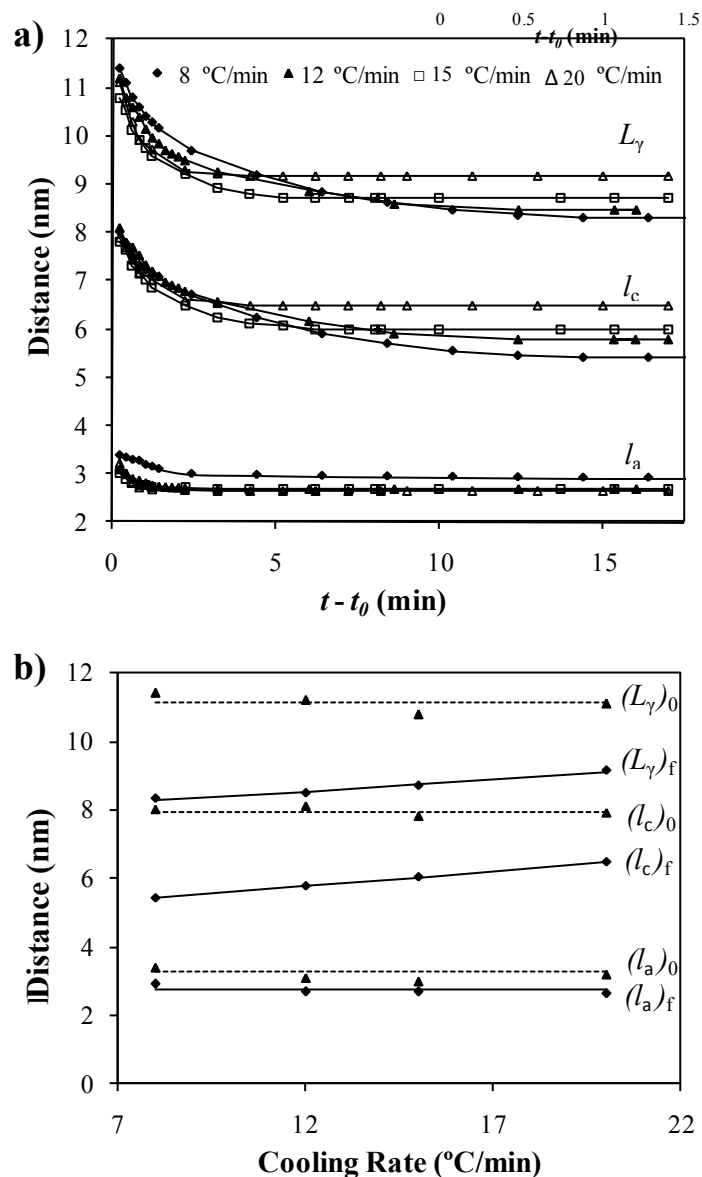 0 0.5 1 1.5
t-t0 (min)
a)
12
11
10
9
8
7
6
5
4
3
2
8 ºC/min 12 ºC/min 15 ºC/min 20 ºC/min
Lγ
lc
la
Distance (nm)
0 5 10 15
t - t0 (min)
b)
12
10
8
6
4
2
0
(Lγ)0
(Lγ)f
(lc)0
(lc)f
(la)0
(la)f
Distance (nm)
7 12 17 22
Cooling Rate (ºC/min)